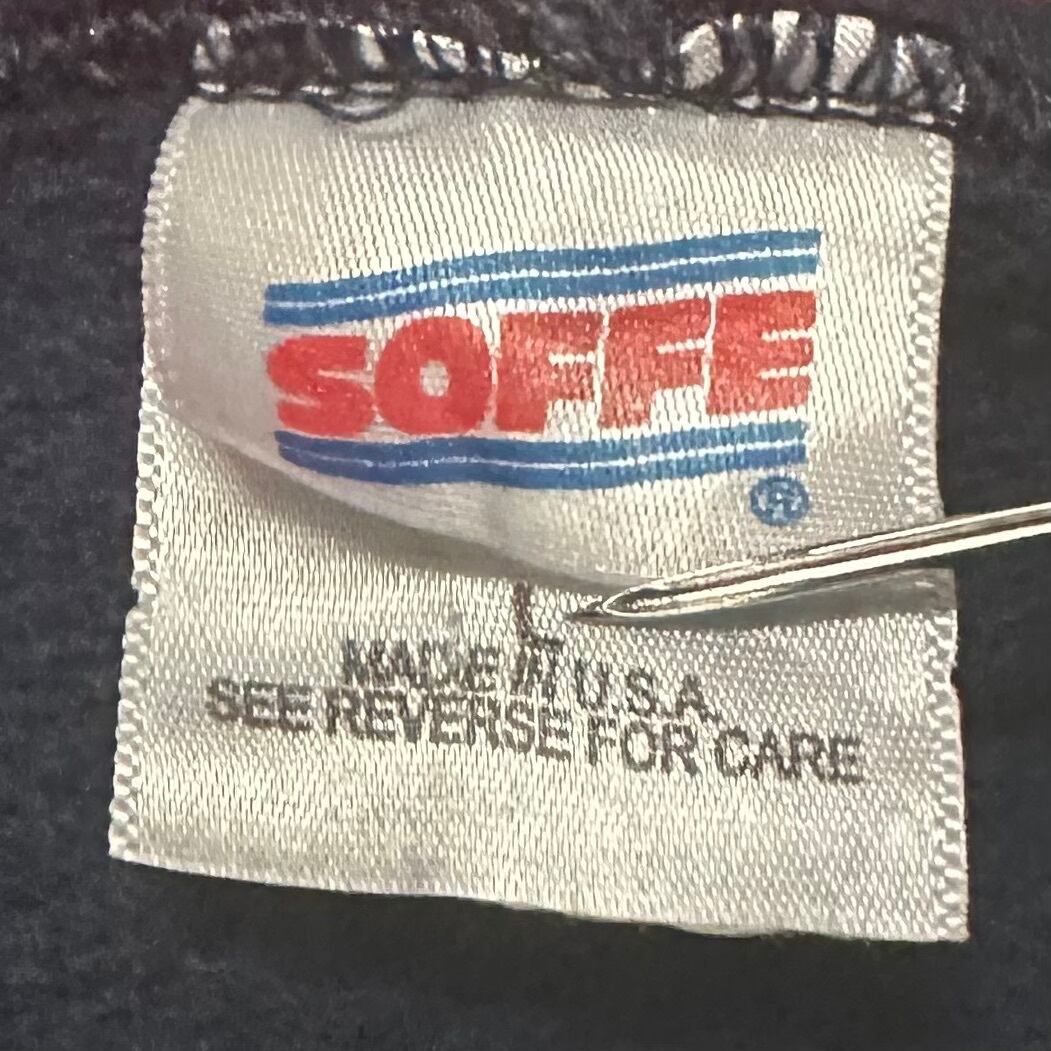 SOFFE
®
MADE IN U.S.A.
SEE REVERSE FOR CARE